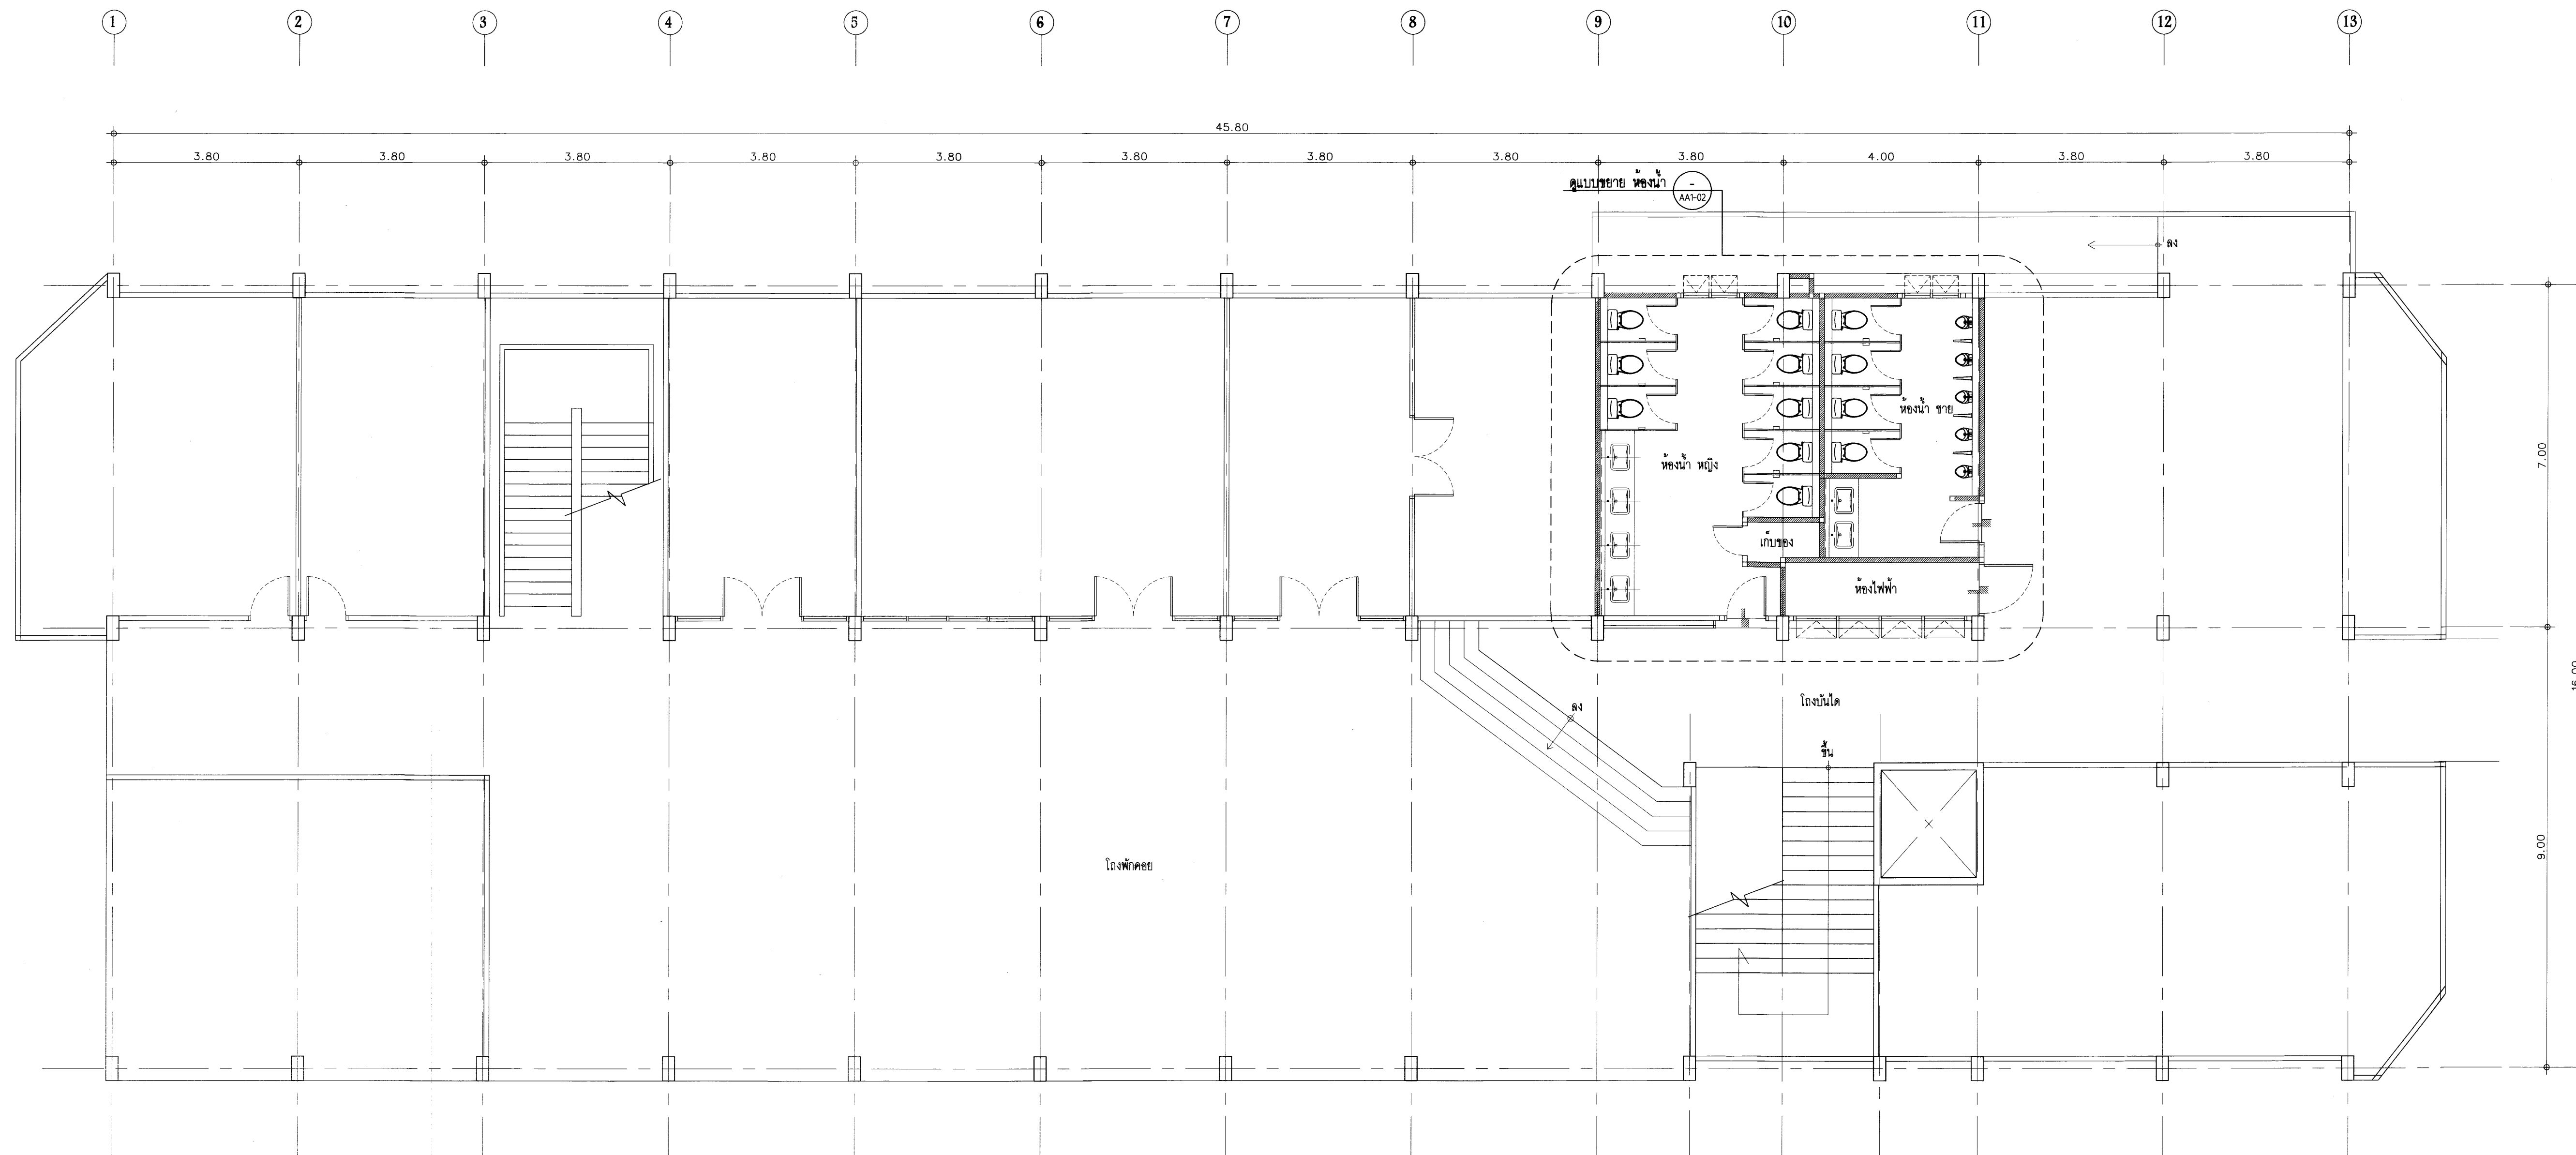 1 2 3 4 5 6 7 8 9 10 11 12 13
45.80
3.80 3.80 3.80 3.80 3.80 3.80 3.80 3.80 3.80 4.00 3.80 3.80
ดูแบบขยาย ห้องน้ำ
-
AA1-02
ลง
ห้องน้ำ ชาย
ห้องน้ำ หญิง
7.00
เก็บของ
ห้องไฟฟ้า
16.00
โถงบันได
ลง
ขึ้น
9.00
โถงพักคอย